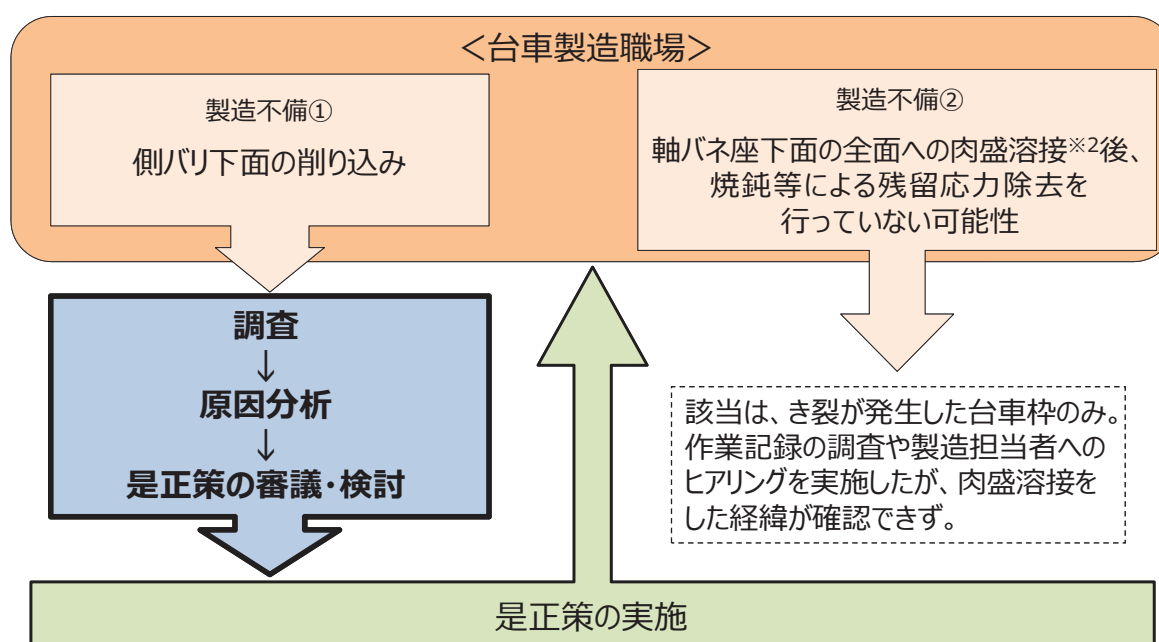 ＜台車製造職場＞
製造不備①
側バリ下面の削り込み
製造不備②
軸バネ座下面の全面への肉盛溶接※2後、
焼鈍等による残留応力除去を
行っていない可能性
調査
↓
原因分析
↓
是正策の審議・検討
該当は、き裂が発生した台車枠のみ。
作業記録の調査や製造担当者への
ヒアリングを実施したが、肉盛溶接を
した経緯が確認できず。
是正策の実施